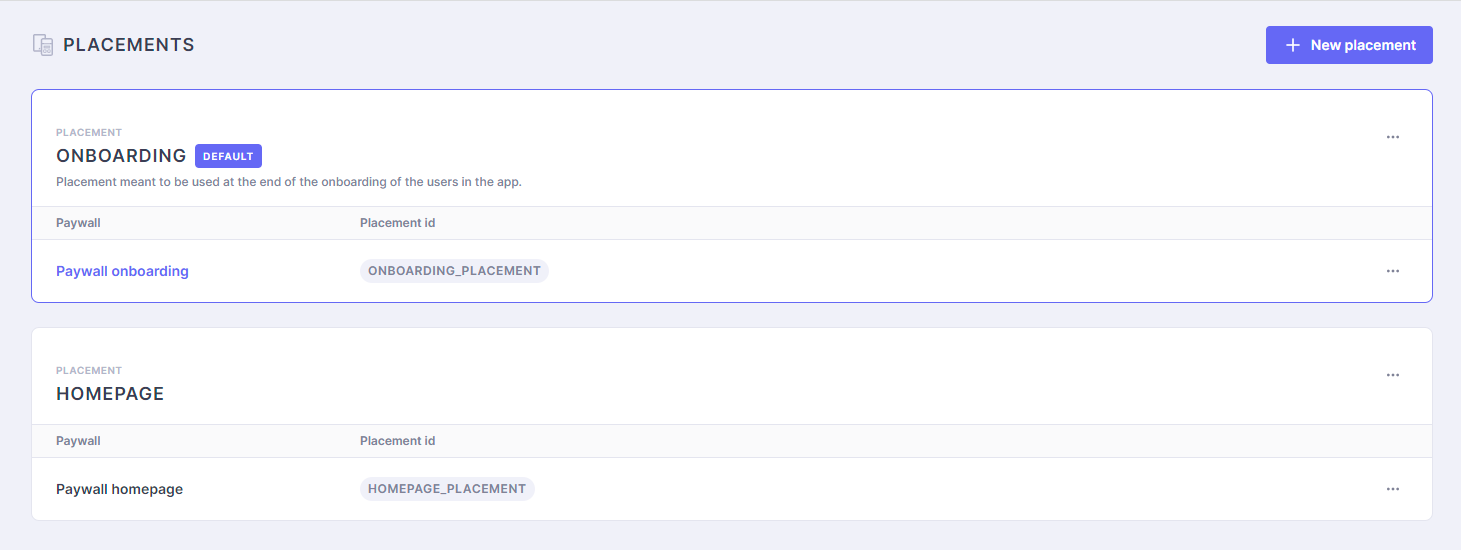 PLACEMENTS
New placement
PLACEMENT
ONBOARDING DEFAULT
Placement meant to be used at the end of the onboarding of the users in the app.
Paywall Placement id
Paywall onboarding ONBOARDING_PLACEMENT
PLACEMENT
HOMEPAGE
Paywall Placement id
Paywall homepage HOMEPAGE_PLACEMENT